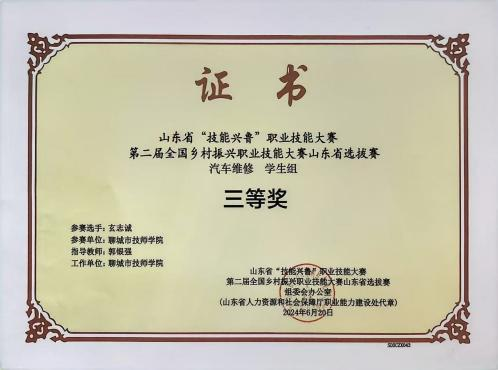 证书
山东省“技能兴鲁”职业技能大赛
第二届全国乡村振兴职业技能大赛山东省选拔赛
汽车维修 学生组
三等奖
参赛选手：玄志诚
参赛单位：聊城市技师学院
指导教师：郭银强
工作单位：聊城市技师学院
山东省“技能兴鲁”职业技能大赛
第二届全国乡村振兴职业技能大赛山东省选拔赛
组委会办公室
(山东省人力资源和社会保障厅职业能力建设处代章)
2024年6月20日